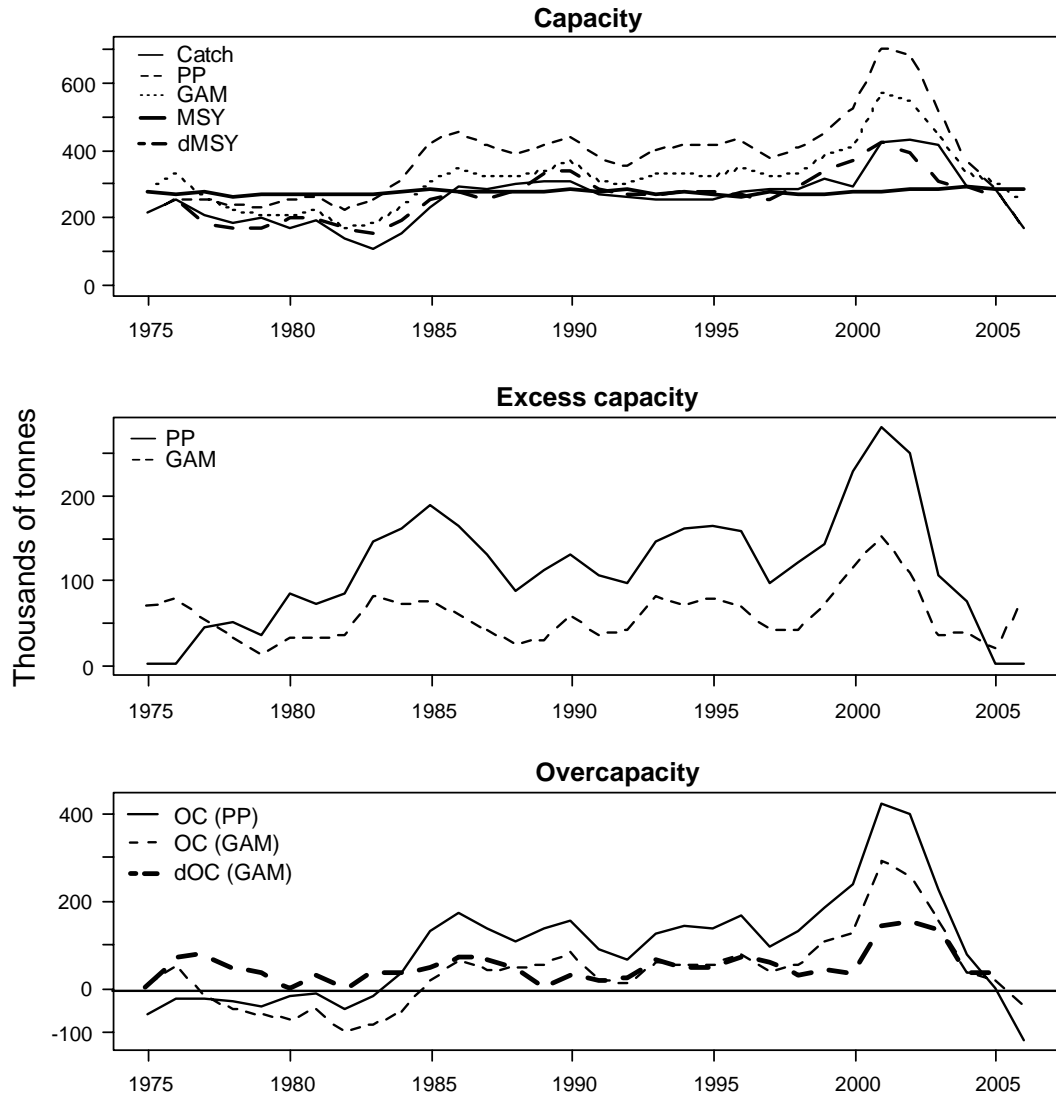 Capacity
Catch
PP
GAM
MSY
dMSY
600
400
200
0
1975 1980 1985 1990 1995 2000 2005
Thousands of tonnes
Excess capacity
PP
GAM
200
100
0
1975 1980 1985 1990 1995 2000 2005
Overcapacity
OC (PP)
OC (GAM)
dOC (GAM)
400
200
0
-100
1975 1980 1985 1990 1995 2000 2005